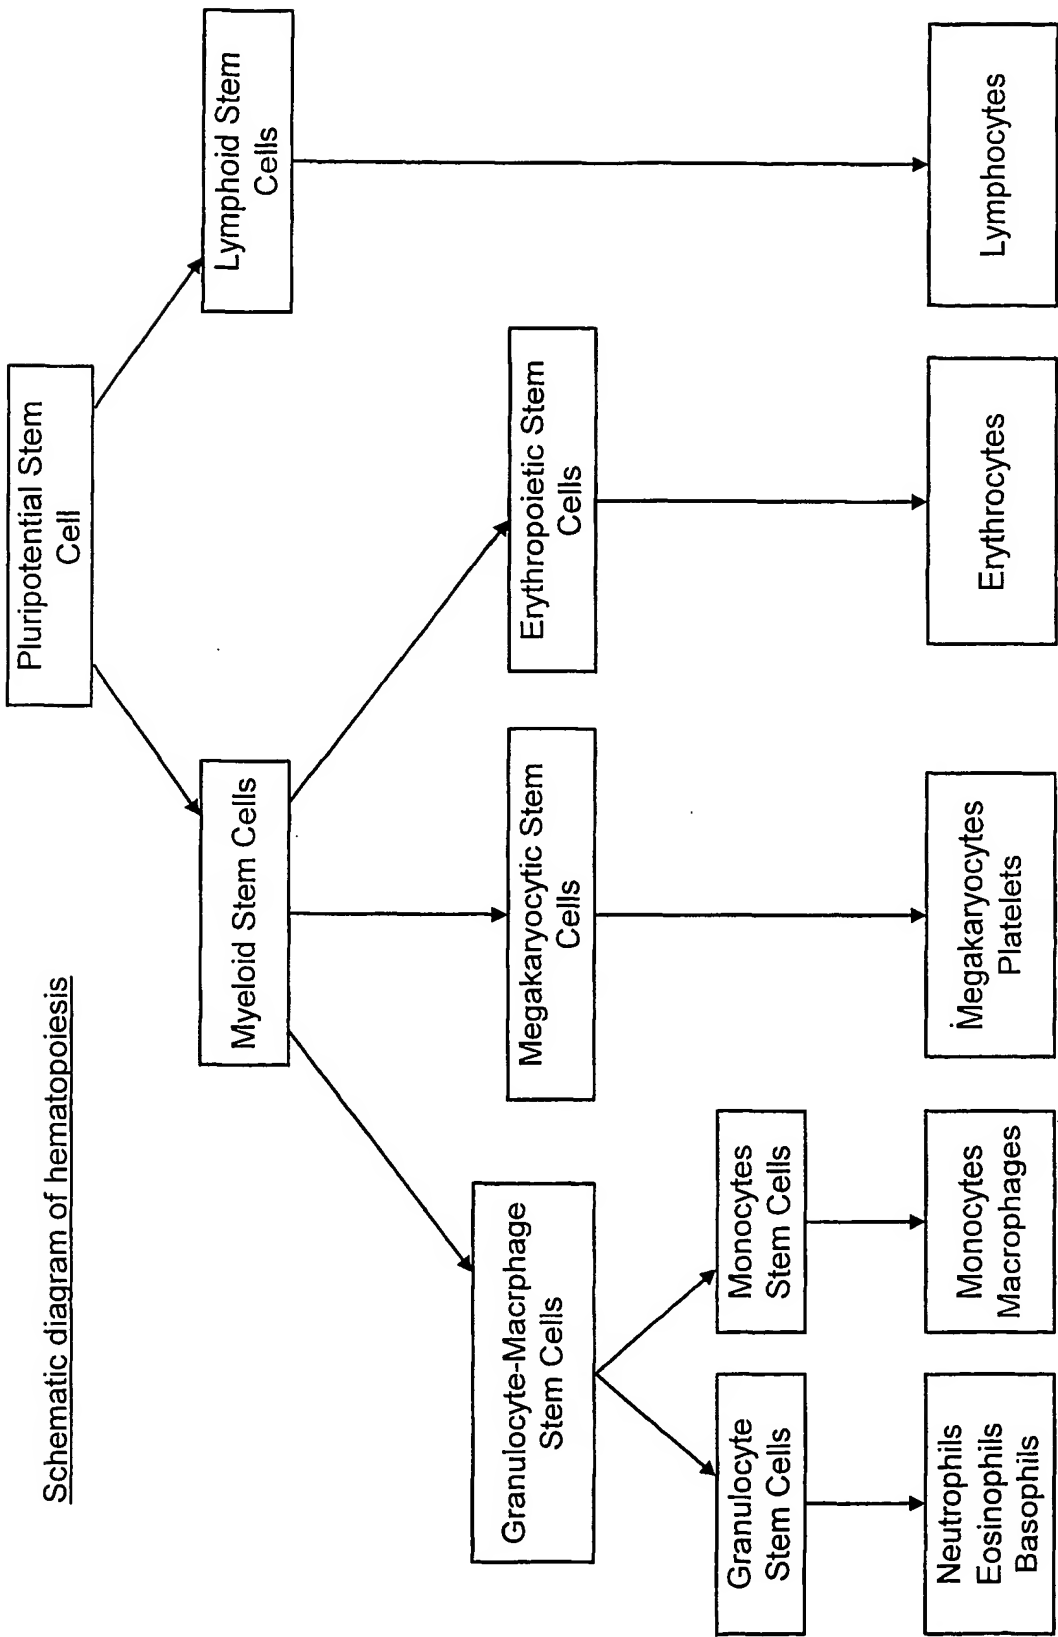 Schematic diagram of hematopoiesis
Pluripotential Stem
Cell
Myeloid Stem Cells
Lymphoid Stem
Cells
Granulocyte-Macrphage
Stem Cells
Megakaryocytic Stem
Cells
Erythropoietic Stem
Cells
Granulocyte
Stem Cells
Monocytes
Stem Cells
Neutrophils
Eosinophils
Basophils
Monocytes
Macrophages
Megakaryocytes
Platelets
Erythrocytes
Lymphocytes